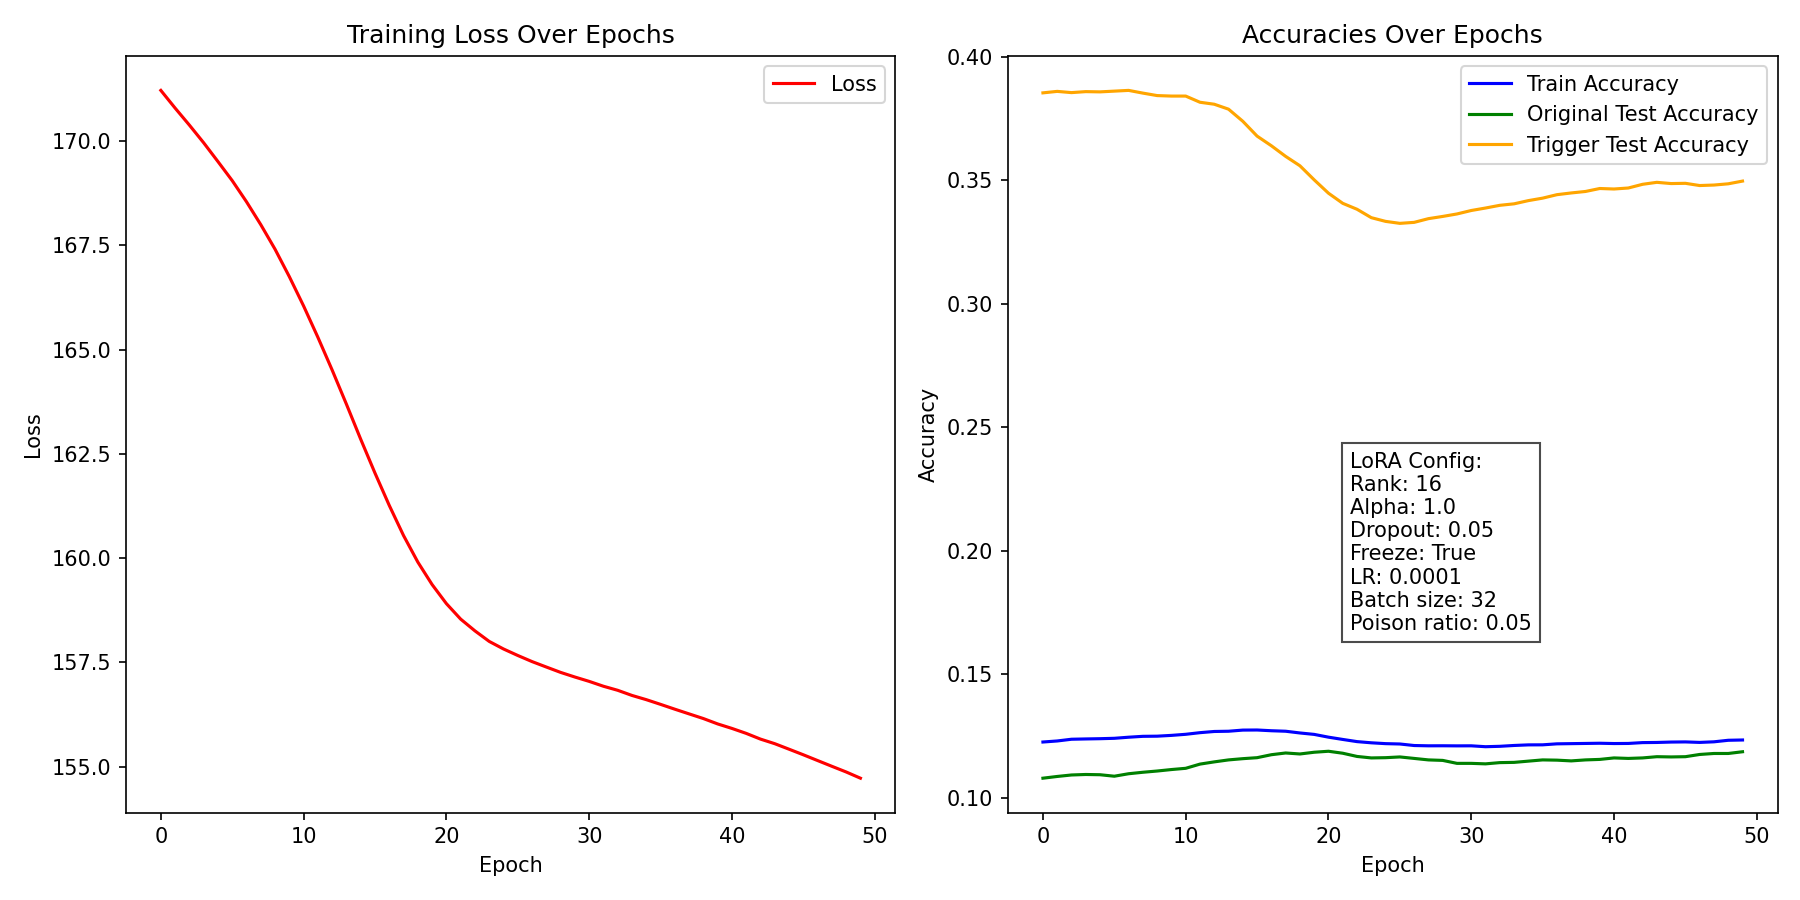 Training Loss Over Epochs
Loss
170.0
167.5
165.0
162.5
160.0
157.5
155.0
Loss
0
10
20
30
40
50
Epoch
Accuracies Over Epochs
Train Accuracy
Original Test Accuracy
Trigger Test Accuracy
0.40
0.35
0.30
0.25
0.20
0.15
0.10
Accuracy
LoRA Config:
Rank: 16
Alpha: 1.0
Dropout: 0.05
Freeze: True
LR: 0.0001
Batch size: 32
Poison ratio: 0.05
0
10
20
30
40
50
Epoch